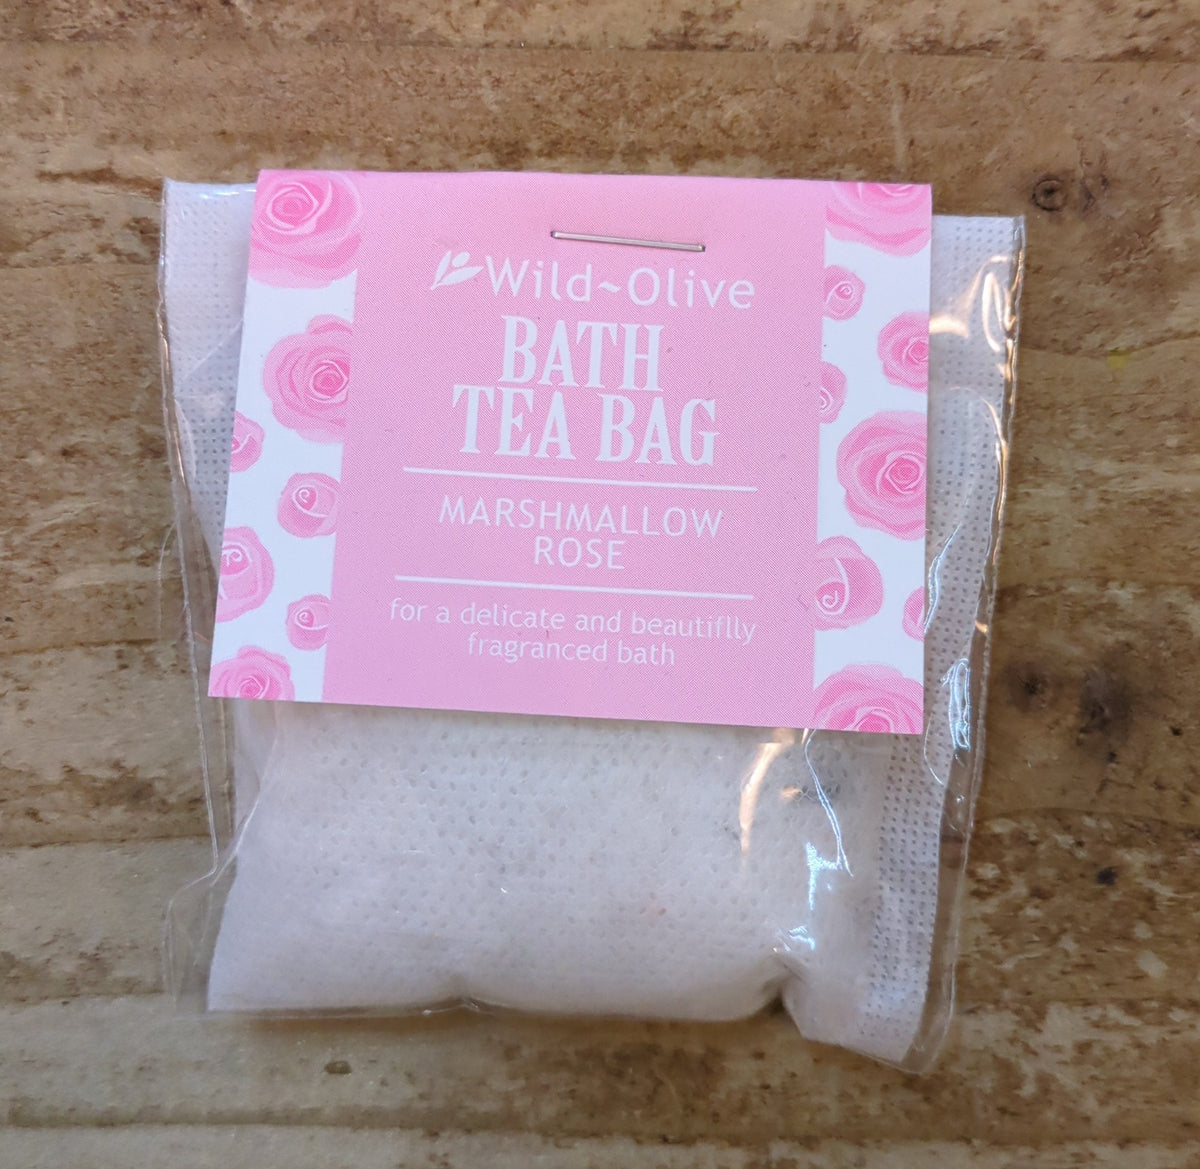 Wild~Olive
BATH
TEA BAG
MARSHMALLOW
ROSE
for a delicate and beautiflly
fragranced bath